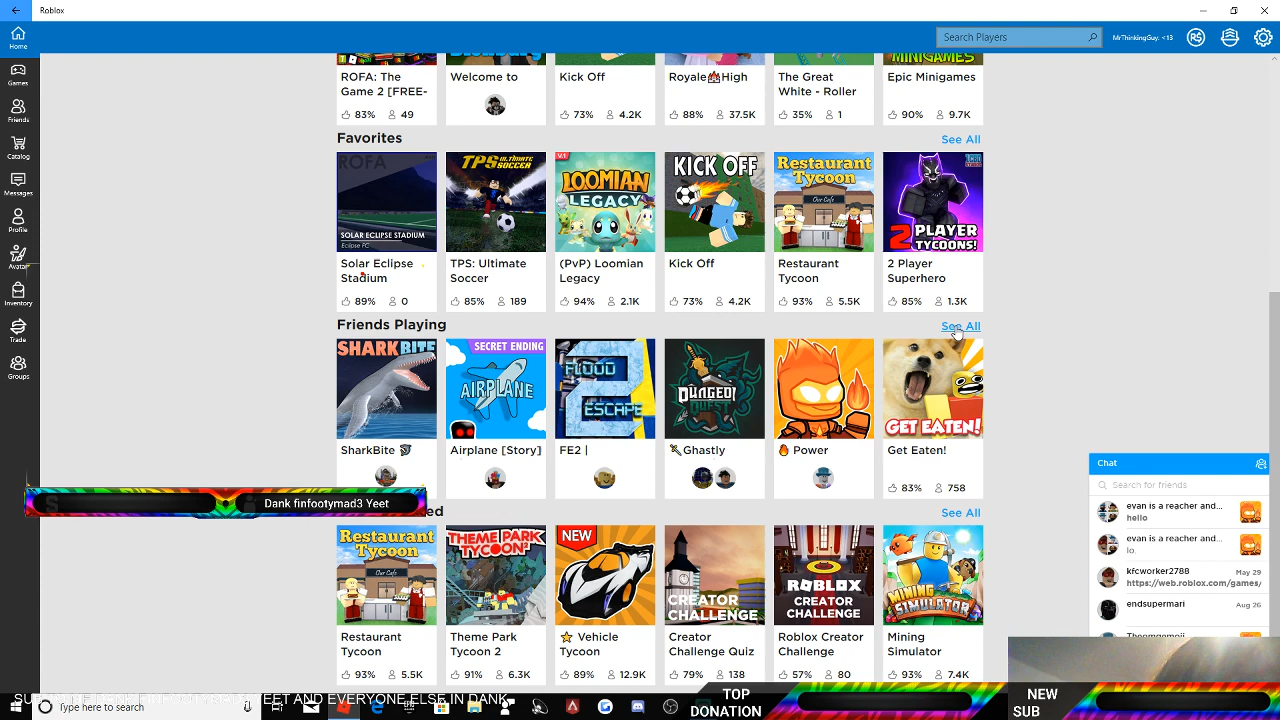 Roblox
Home
Search Players
MrThinkingGuy: <13
Games
Friends
Catalog
Messages
Profile
Avatar
Inventory
Trade
Groups
ROFA: The
Game 2 [FREE-
83% 49
Welcome to
Kick Off
73% 4.2K
Royale🏰High
88% 37.5K
The Great
White - Roller
35% 1
MINIGAMES
Epic Minigames
90% 9.7K
Favorites
See All
ROFA
SOLAR ECLIPSE STADIUM
Eclipse FC
Solar Eclipse
Stadium
89% 0
TPS ULTIMATE
SOCCER
TPS: Ultimate
Soccer
85% 189
LOOMIAN
LEGACY
(PvP) Loomian
Legacy
94% 2.1K
KICK OFF
Kick Off
73% 4.2K
Restaurant
Tycoon
Our Cafe
Restaurant
Tycoon
93% 5.5K
2 PLAYER
TYCOONS!
2 Player
Superhero
85% 1.3K
Friends Playing
See All
SHARKBITE
SharkBite
SECRET ENDING
AIRPLANE
Airplane [Story]
FLOOD
2
ESCAPE
FE2 |
DUNGEON
QUEST
Ghastly
Power
GET EATEN!
Get Eaten!
83% 758
See All
Restaurant
Tycoon
Our Cafe
Restaurant
Tycoon
93% 5.5K
THEME PARK
TYCOON
Theme Park
Tycoon 2
91% 6.3K
NEW
Vehicle
Tycoon
89% 12.9K
CREATOR
CHALLENGE
Creator
Challenge Quiz
79% 138
ROBLOX
CREATOR
CHALLENGE
Roblox Creator
Challenge
57% 80
MINING
SIMULATOR
Mining
Simulator
93% 7.4K
Dank finfootymad3 Yeet
Chat
Search for friends
evan is a reacher and...
hello
evan is a reacher and...
lo.
kfcworker2788 May 29
https://web.roblox.com/games/
endsupermari Aug 26
Type here to search
EET AND EVERYONE ELSE IN DANK
TOP
DONATION
NEW
SUB